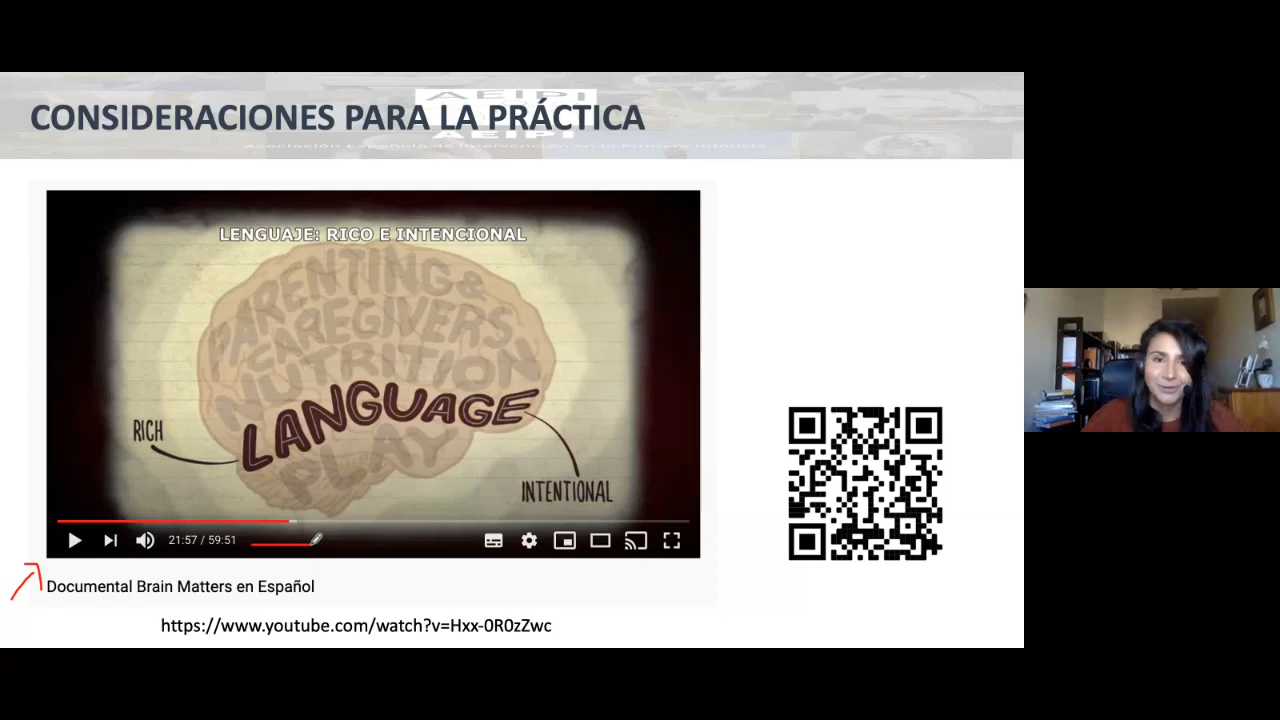 AEIPI
CONSIDERACIONES PARA LA PRÁCTICA
LENGUAJE: RICO E INTENCIONAL
PARENTING &
CAREGIVERS
NUTRITION
LANGUAGE
PLAY
RICH
INTENTIONAL
21:57 / 59:51
Documental Brain Matters en Español
https://www.youtube.com/watch?v=Hxx-0R0zZwc